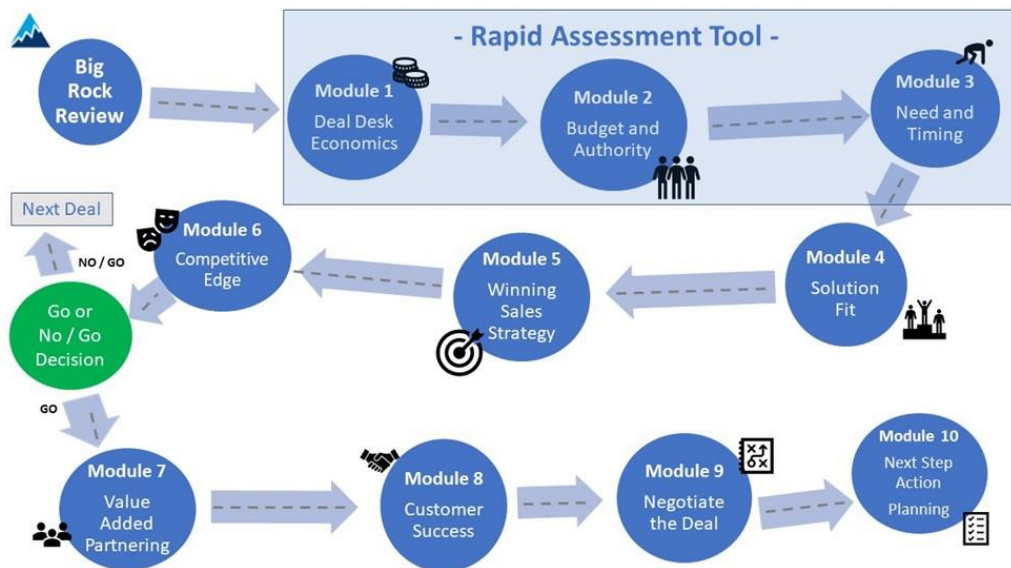 - Rapid Assessment Tool -
Big
Rock
Review
Module 1
Deal Desk
Economics
Module 2
Budget and
Authority
Module 3
Need and
Timing
Module 4
Solution
Fit
Module 5
Winning
Sales
Strategy
Module 6
Competitive
Edge
Next Deal
NO / GO
Go or
No / Go
Decision
GO
Module 7
Value
Added
Partnering
Module 8
Customer
Success
Module 9
Negotiate
the Deal
Module 10
Next Step
Action
Planning